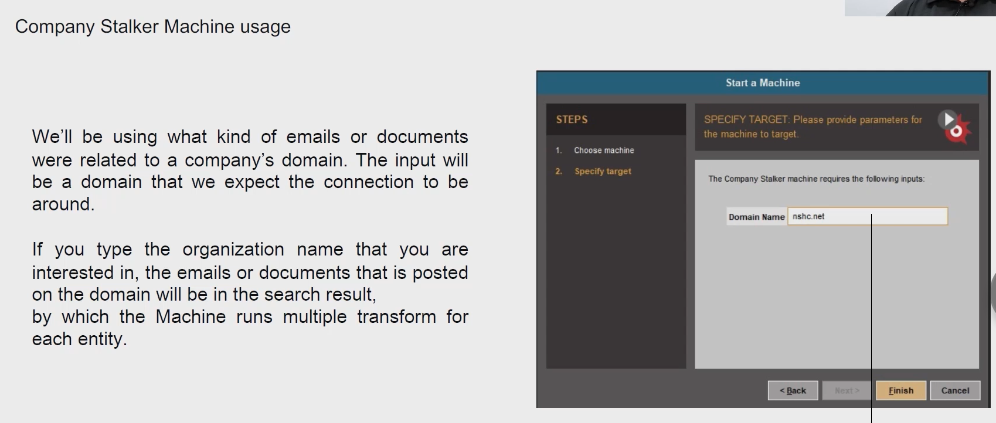 Company Stalker Machine usage
We'll be using what kind of emails or documents
were related to a company's domain. The input will
be a domain that we expect the connection to be
around.
If you type the organization name that you are
interested in, the emails or documents that is posted
on the domain will be in the search result,
by which the Machine runs multiple transform for
each entity.
Start a Machine
STEPS
1. Choose machine
2. Specify target
SPECIFY TARGET: Please provide parameters for
the machine to target.
The Company Stalker machine requires the following inputs:
Domain Name nshc.net
< Back Next > Finish Cancel